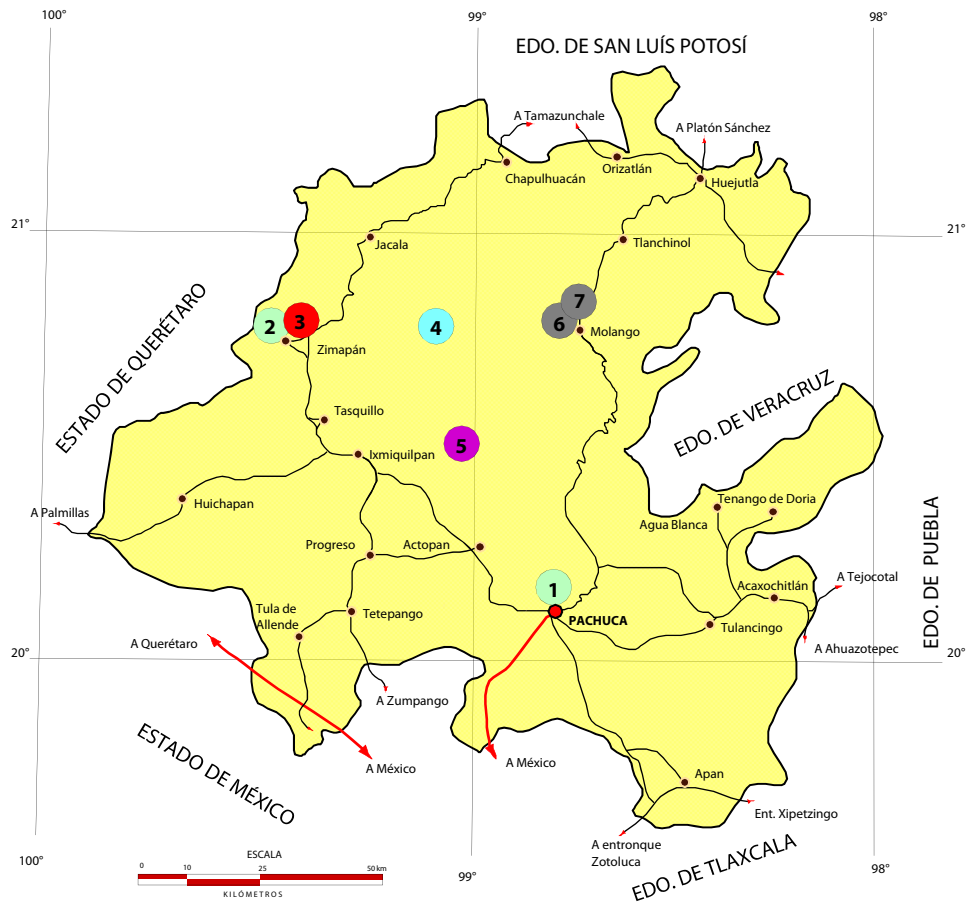 100°
99°
98°
EDO. DE SAN LUÍS POTOSÍ
A Tamazunchale
A Platón Sánchez
Orizatlán
Chapulhuacán
Huejutla
21°
21°
Jacala
Tlanchinol
ESTADO DE QUERÉTARO
7
2
3
4
6
Molango
Zimapán
EDO. DE VERACRUZ
Tasquillo
5
Ixmiquilpan
Huichapan
Tenango de Doria
A Palmillas
Agua Blanca
EDO. DE PUEBLA
Progreso
Actopan
A Tejocotal
1
Acaxochitlán
Tula de
Allende
Tetepango
PACHUCA
Tulancingo
A Querétaro
A Ahuazotepec
20°
20°
A Zumpango
ESTADO DE MÉXICO
A México
A México
Apan
Ent. Xipetzingo
A entronque
Zotoluca
EDO. DE TLAXCALA
100°
99°
98°
ESCALA
0
10
25
50 km
KILÓMETROS